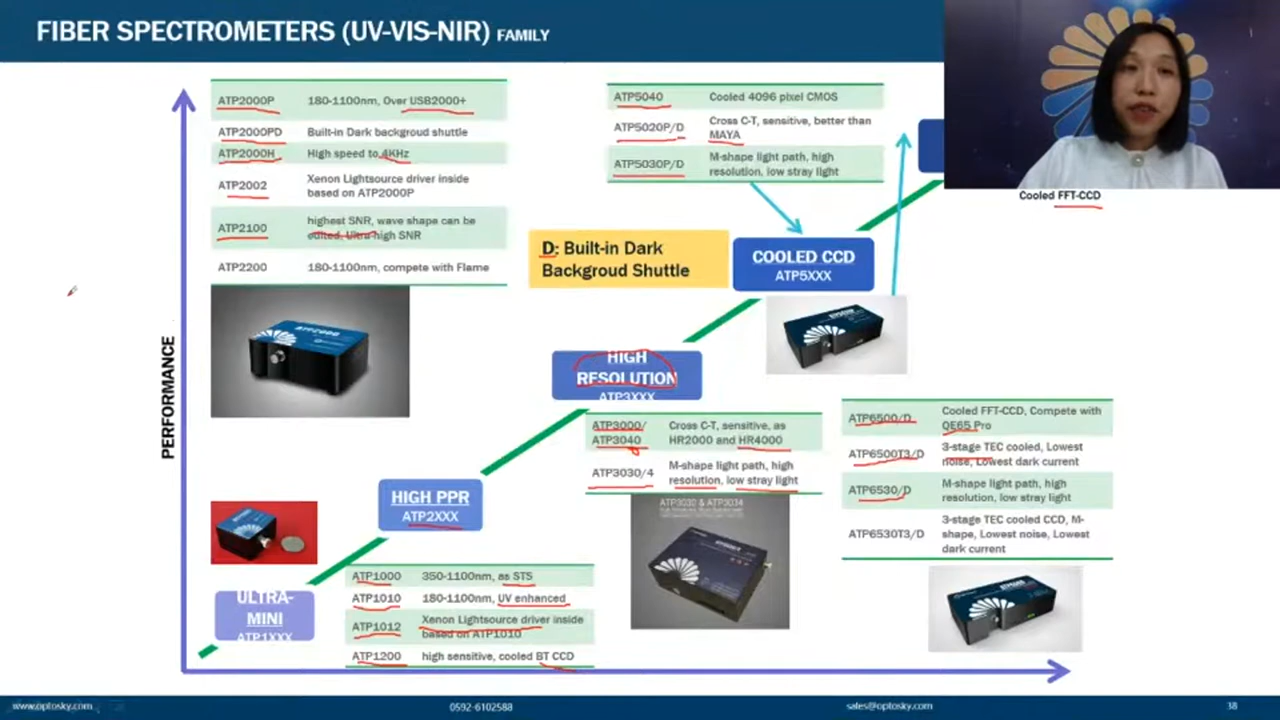 FIBER SPECTROMETERS (UV-VIS-NIR) FAMILY
ATP2000P 180-1100nm, Over USB2000+
ATP2000PD Built-in Dark backgroud shuttle
ATP2000H High speed to 4KHz
ATP2002 Xenon Lightsource driver inside
based on ATP2000P
ATP2100 highest SNR, wave shape can be
edited, Ultra-high SNR
ATP2200 180-1100nm, compete with Flame
ATP5040 Cooled 4096 pixel CMOS
ATP5020P/D Cross C-T, sensitive, better than
MAYA
ATP5030P/D M-shape light path, high
resolution, low stray light
Cooled FFT-CCD
D: Built-in Dark
Backgroud Shuttle
COOLED CCD
ATP5XXX
PERFORMANCE
HIGH
RESOLUTION
ATP3XXX
ATP3000/
ATP3040
Cross C-T, sensitive, as
HR2000 and HR4000
ATP3030/4 M-shape light path, high
resolution, low stray light
ATP3030 & ATP3034
ATP6500/D Cooled FFT-CCD, Compete with
QE65 Pro
ATP6500T3/D 3-stage TEC cooled, Lowest
noise, Lowest dark current
ATP6530/D M-shape light path, high
resolution, low stray light
ATP6530T3/D 3-stage TEC cooled CCD, M-
shape, Lowest noise, Lowest
dark current
HIGH PPR
ATP2XXX
ULTRA-
MINI
ATP1XXX
ATP1000 350-1100nm, as STS
ATP1010 180-1100nm, UV enhanced
ATP1012 Xenon Lightsource driver inside
based on ATP1010
ATP1200 high sensitive, cooled BT CCD
www.optosky.com 0592-6102588 sales@optosky.com 38